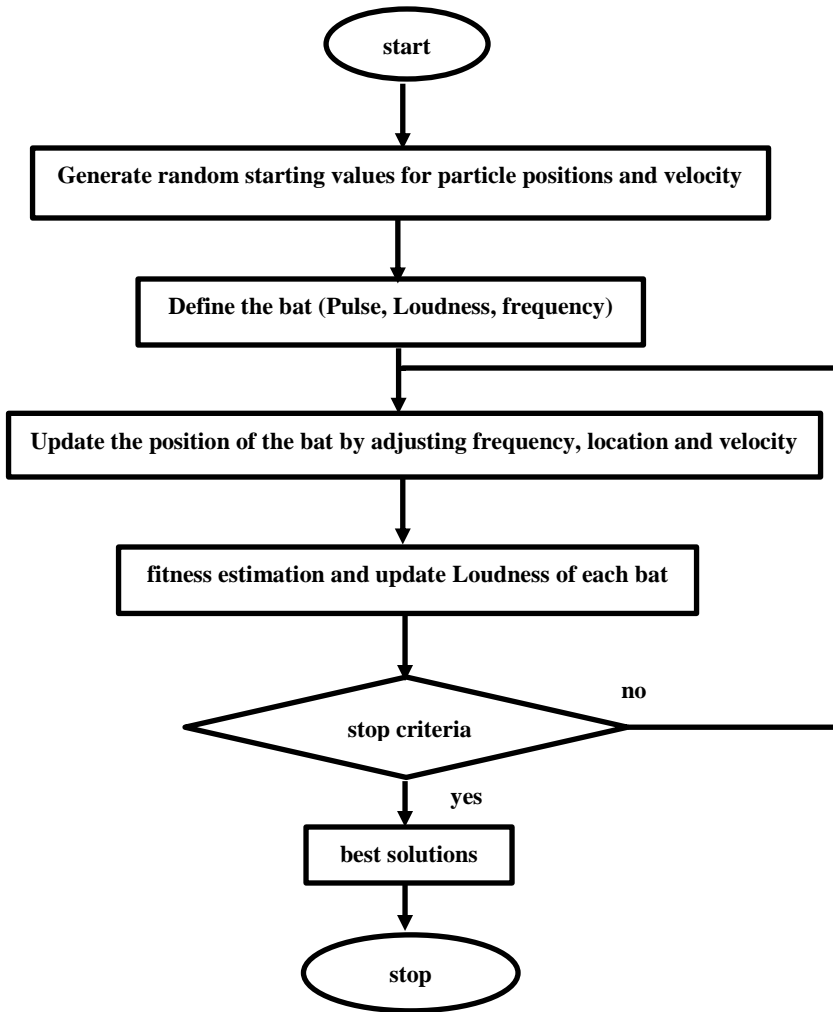 start
Generate random starting values for particle positions and velocity
Define the bat (Pulse, Loudness, frequency)
Update the position of the bat by adjusting frequency, location and velocity
fitness estimation and update Loudness of each bat
no
stop criteria
yes
best solutions
stop